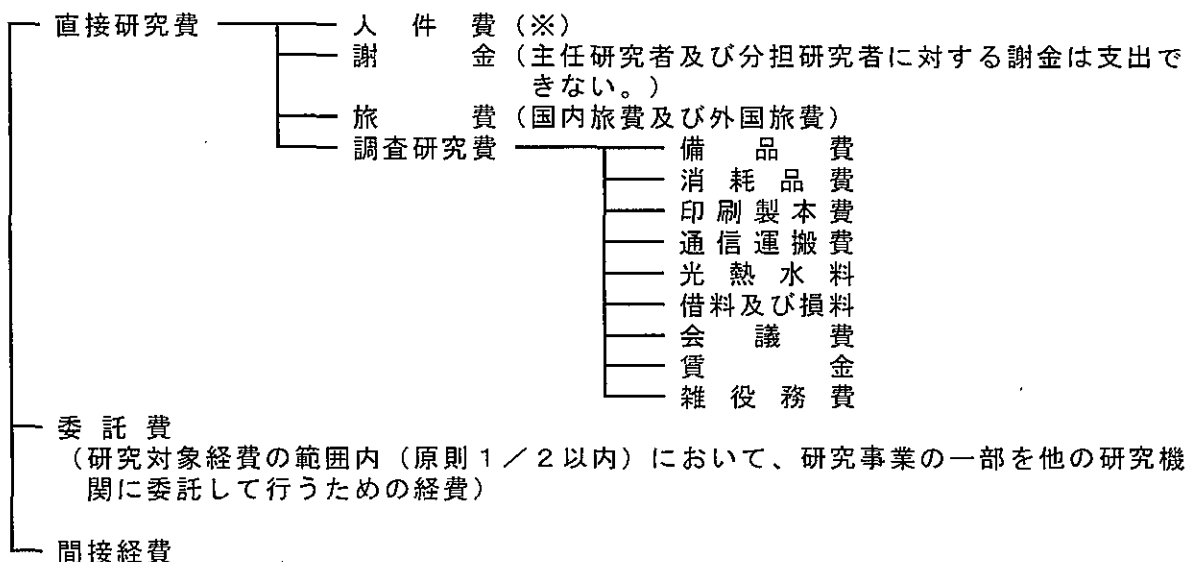 直接研究費
人件費(※)
謝金(主任研究者及び分担研究者に対する謝金は支出で
きない。)
旅費(国内旅費及び外国旅費)
調査研究費
備品費
消耗品費
印刷製本費
通信運搬費
光熱水料
借料及び損料
会議費
賃金
雑役務費
委託費
(研究対象経費の範囲内(原則1/2以内)において、研究事業の一部を他の研究機
関に委託して行うための経費)
間接経費